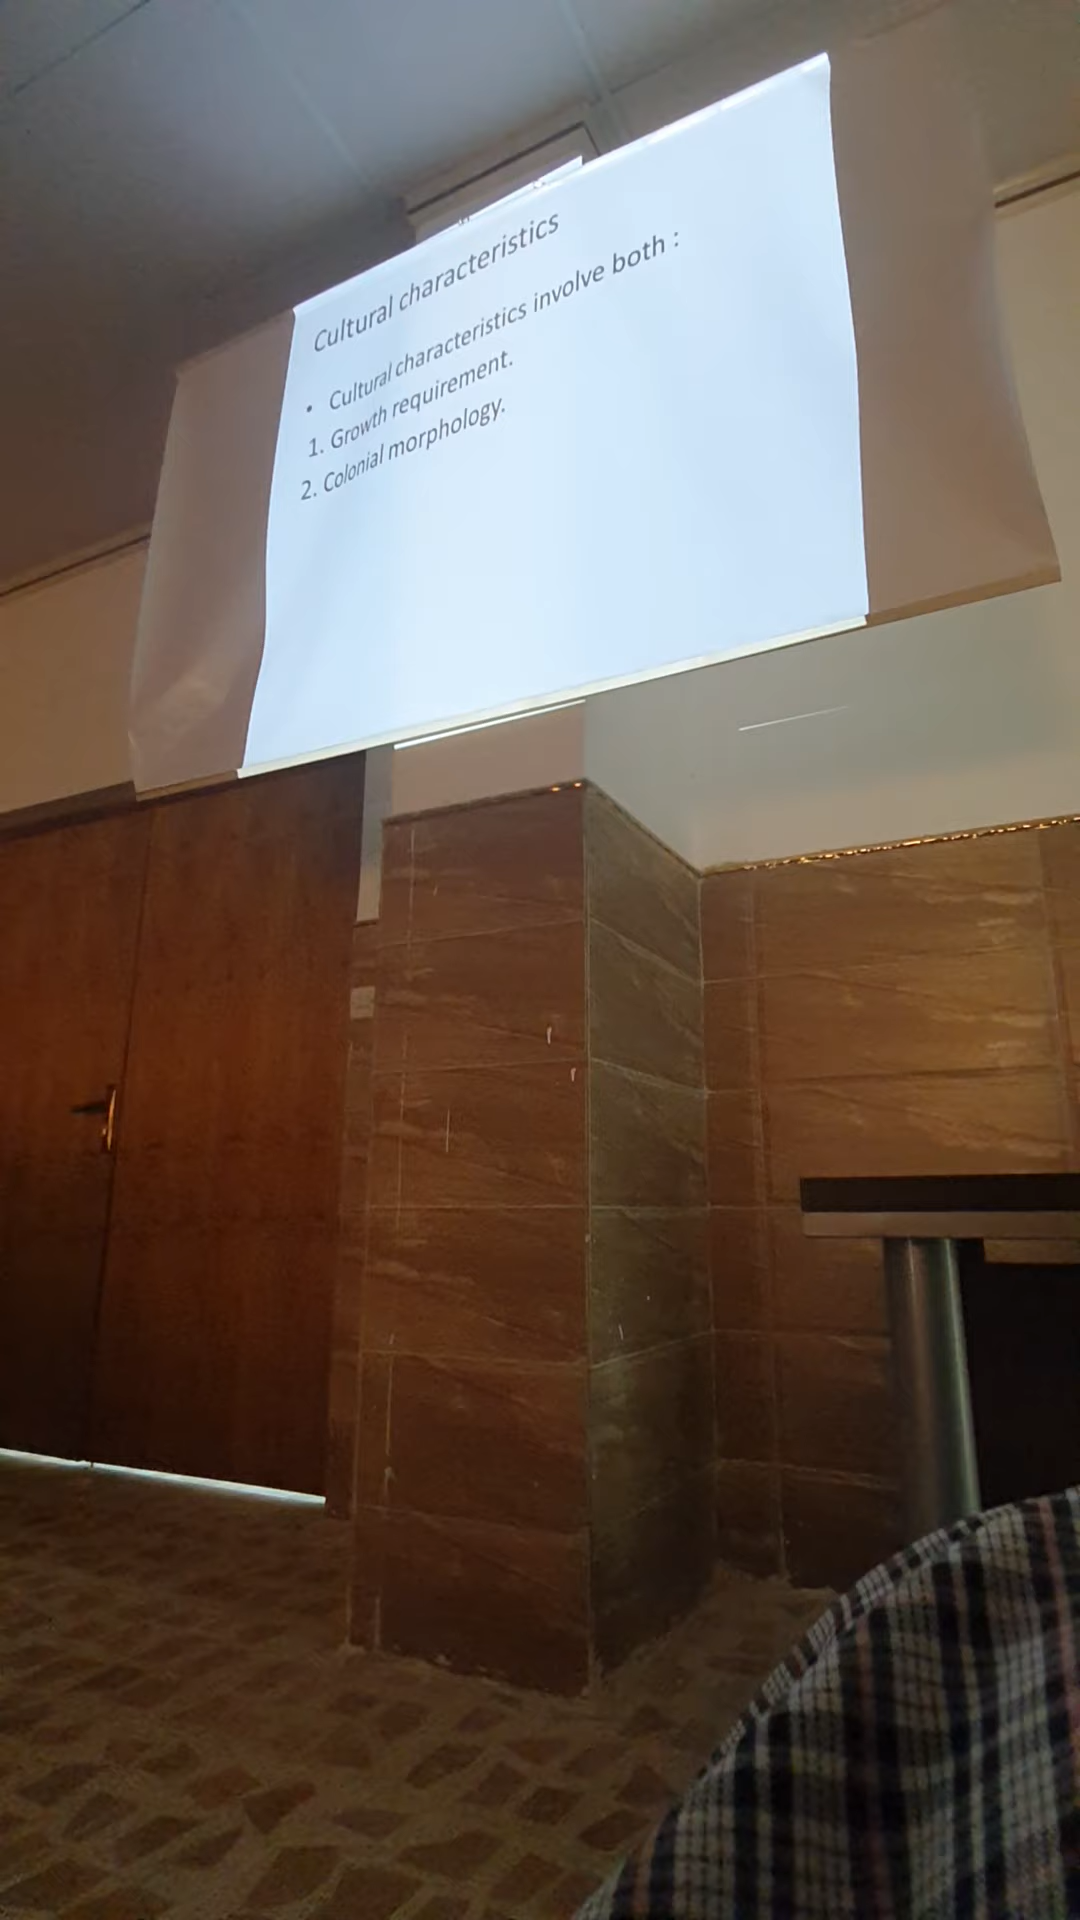 Cultural characteristics
• Cultural characteristics involve both :
1. Growth requirement.
2. Colonial morphology.